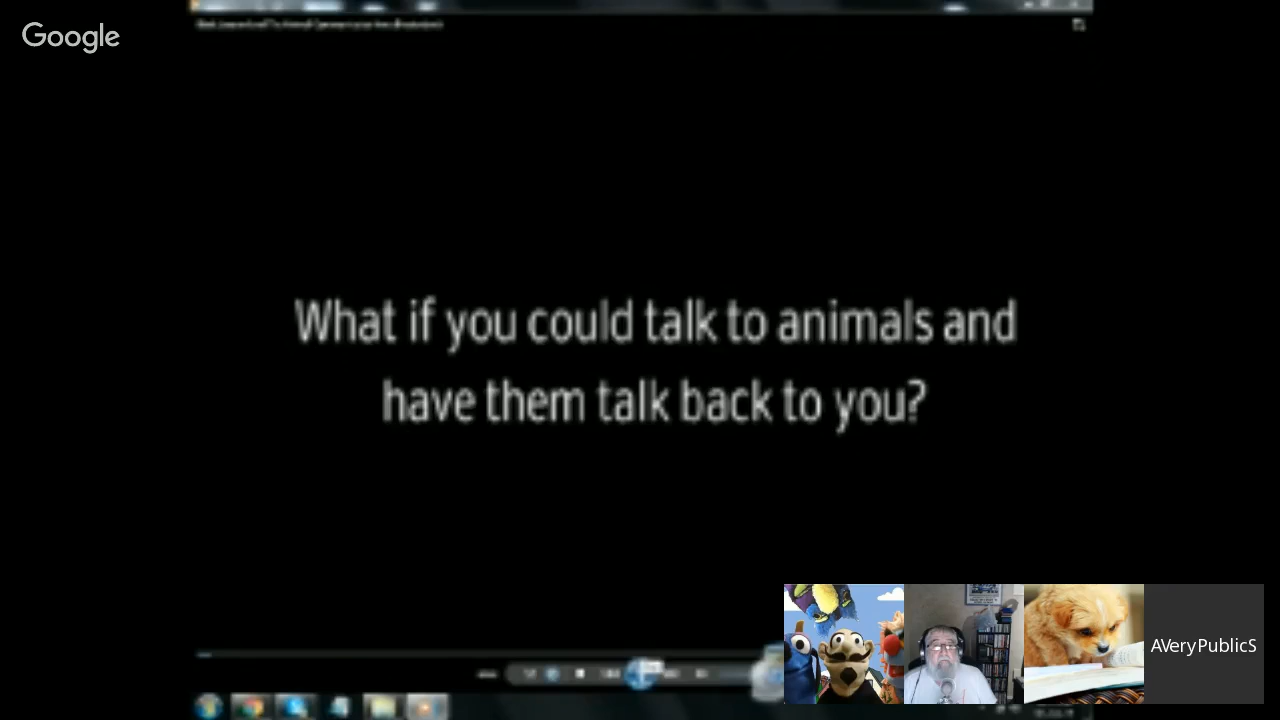 Google
What if you could talk to animals and
have them talk back to you?
AVeryPublicS